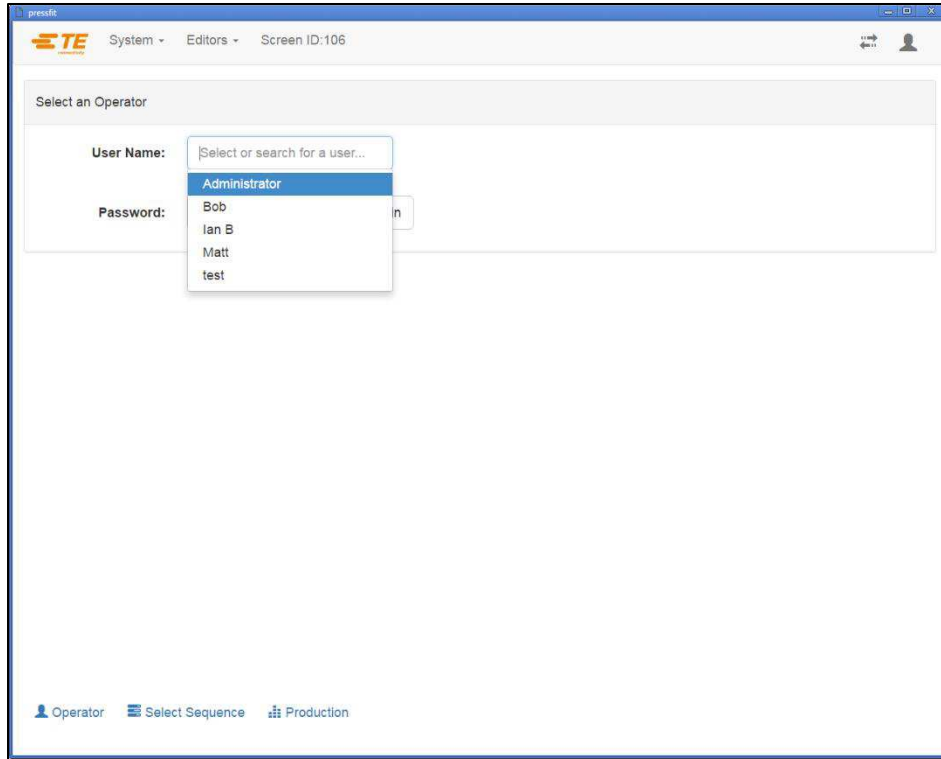 pressfit
TE
connectivity
System
Editors
Screen ID:106
Select an Operator
User Name:
Select or search for a user...
Administrator
Password:
Bob
In
Ian B
Matt
test
Operator
Select Sequence
Production